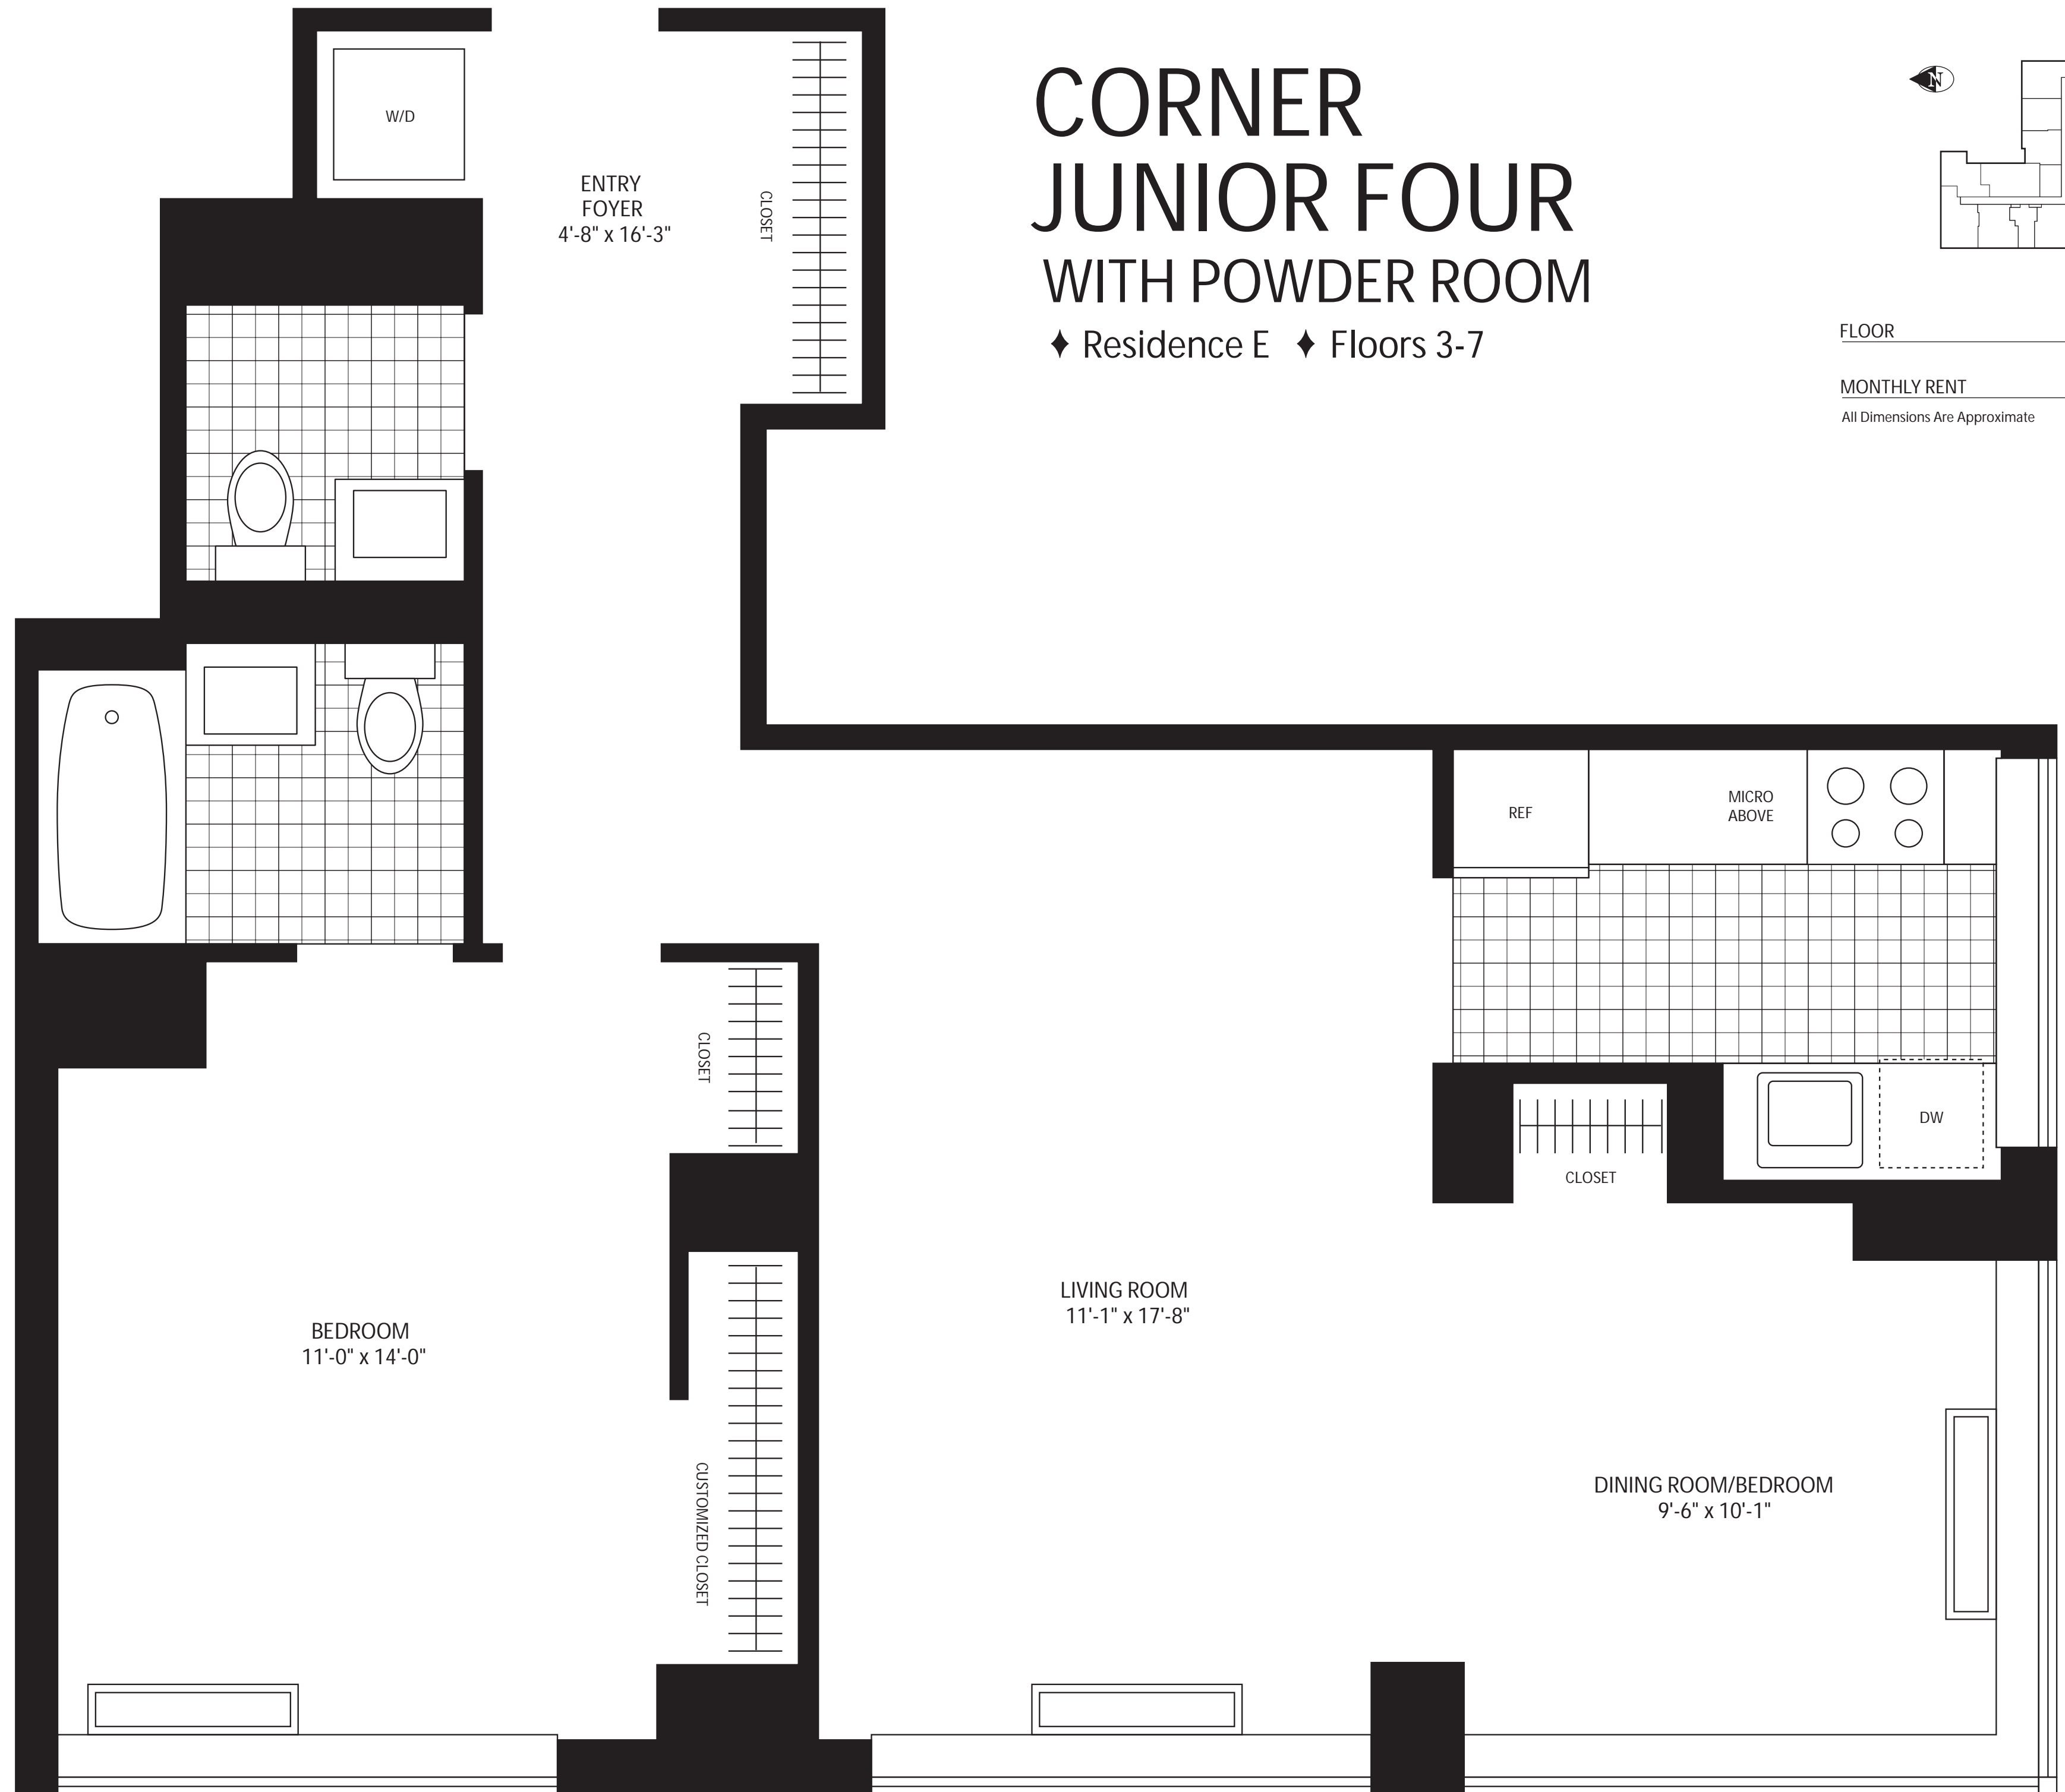 CORNER
JUNIOR FOUR
WITH POWDER ROOM
Residence E Floors 3-7
N
FLOOR
MONTHLY RENT
All Dimensions Are Approximate
W/D
ENTRY
FOYER
4'-8" x 16'-3"
CLOSET
REF
MICRO
ABOVE
CLOSET
DW
CLOSET
LIVING ROOM
11'-1" x 17'-8"
BEDROOM
11'-0" x 14'-0"
CUSTOMIZED CLOSET
DINING ROOM/BEDROOM
9'-6" x 10'-1"